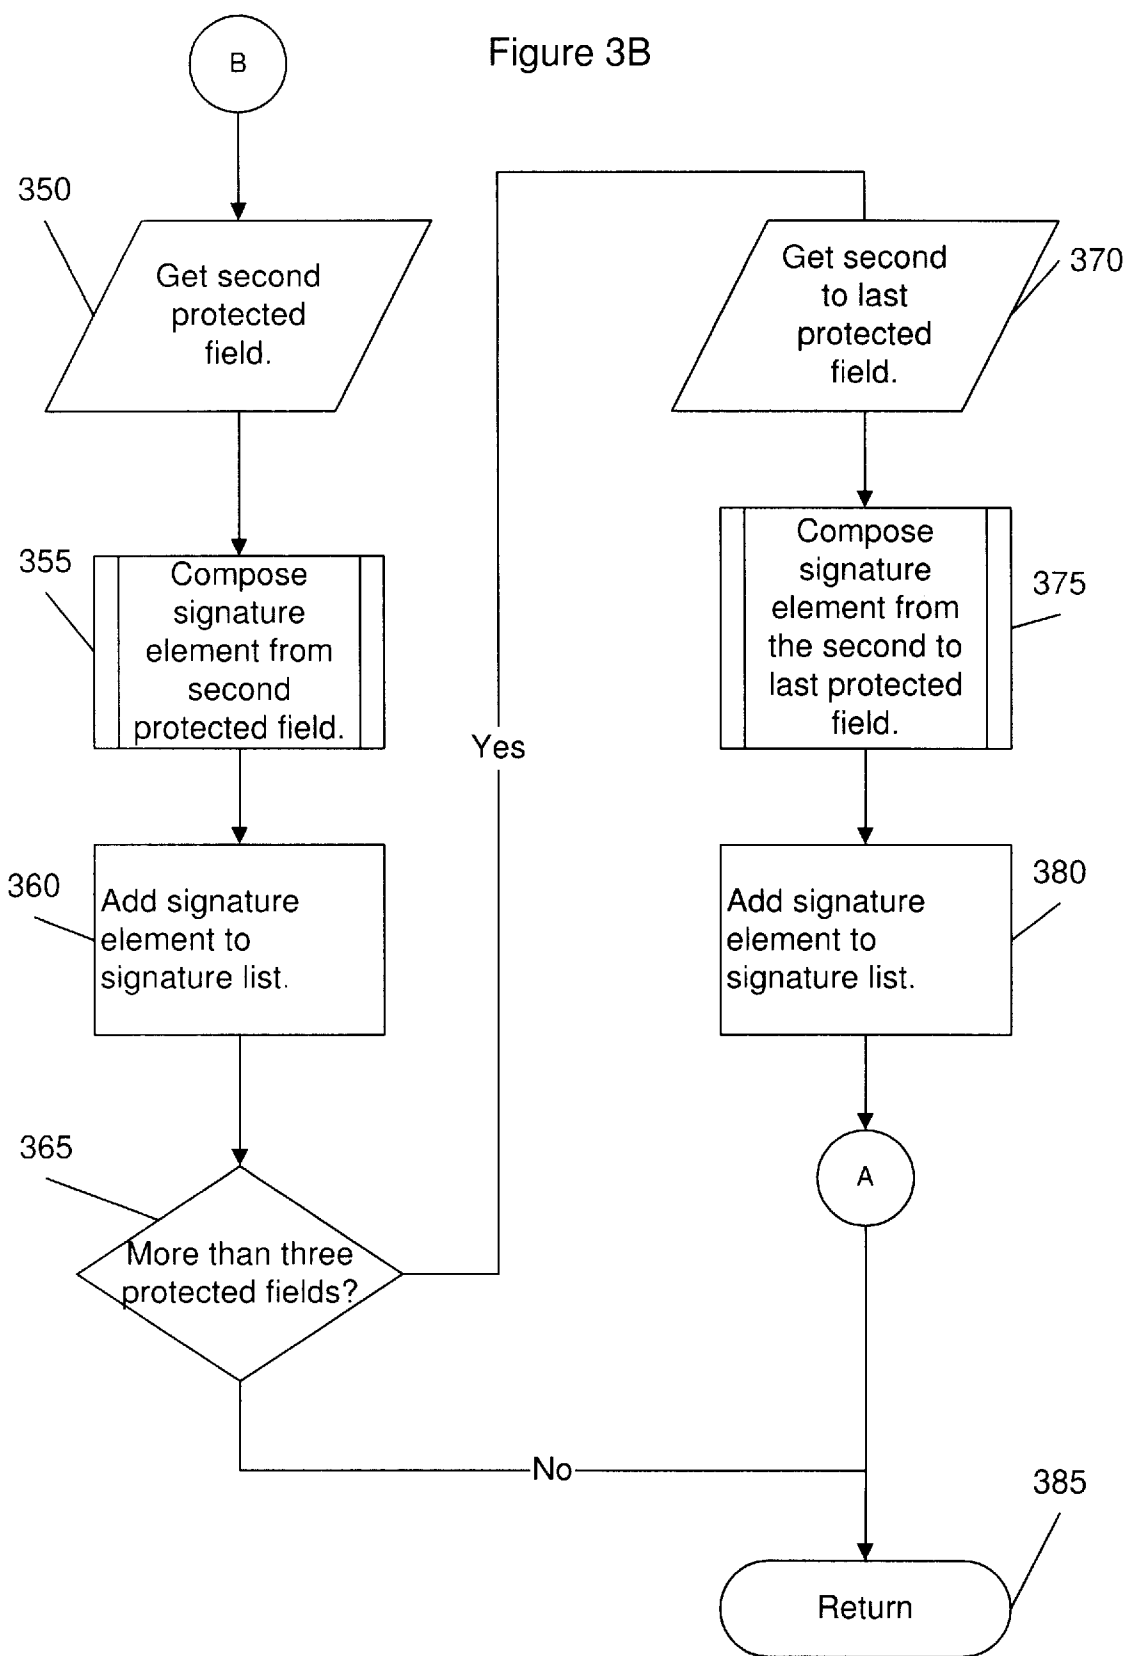 Figure 3B
B
350
Get second
protected
field.
355
Compose
signature
element from
second
protected field.
360
Add signature
element to
signature list.
365
More than three
protected fields?
Yes
No
370
Get second
to last
protected
field.
375
Compose
signature
element from
the second to
last protected
field.
380
Add signature
element to
signature list.
A
385
Return